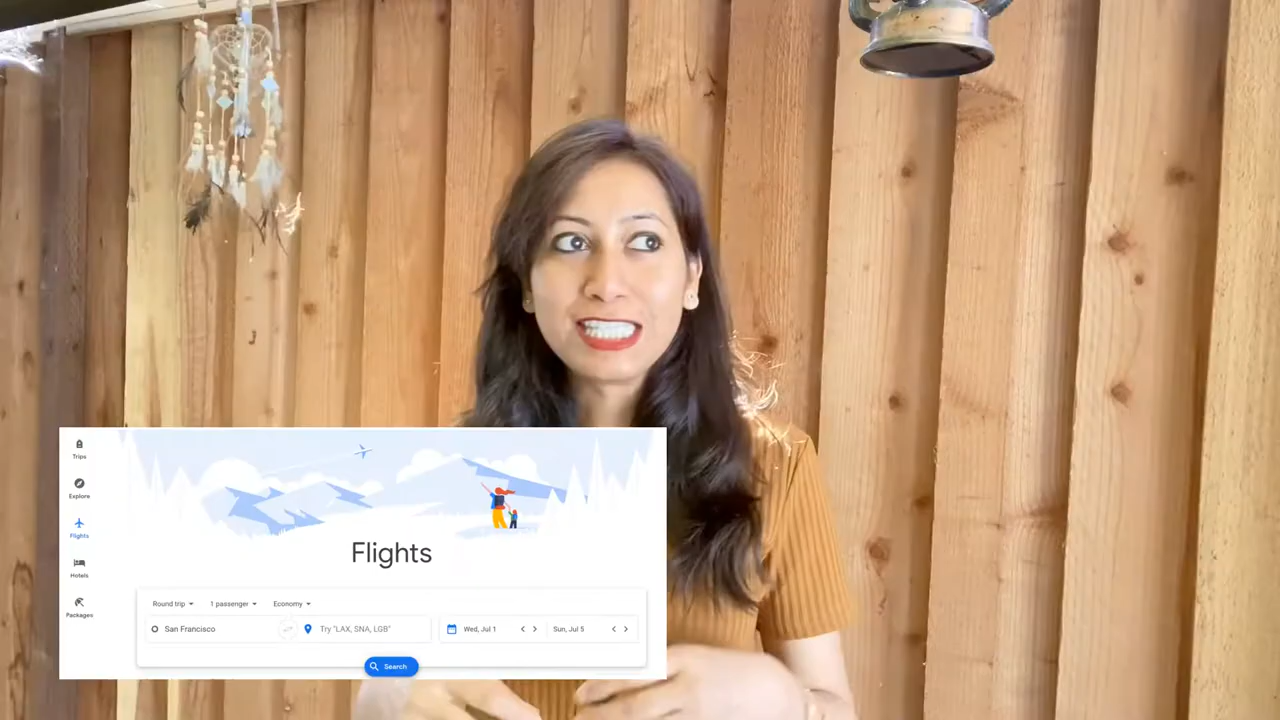 Trips
Explore
Flights
Hotels
Packages
Flights
Round trip 1 passenger Economy
San Francisco Try "LAX, SNA, LGB" Wed, Jul 1 Sun, Jul 5
Search